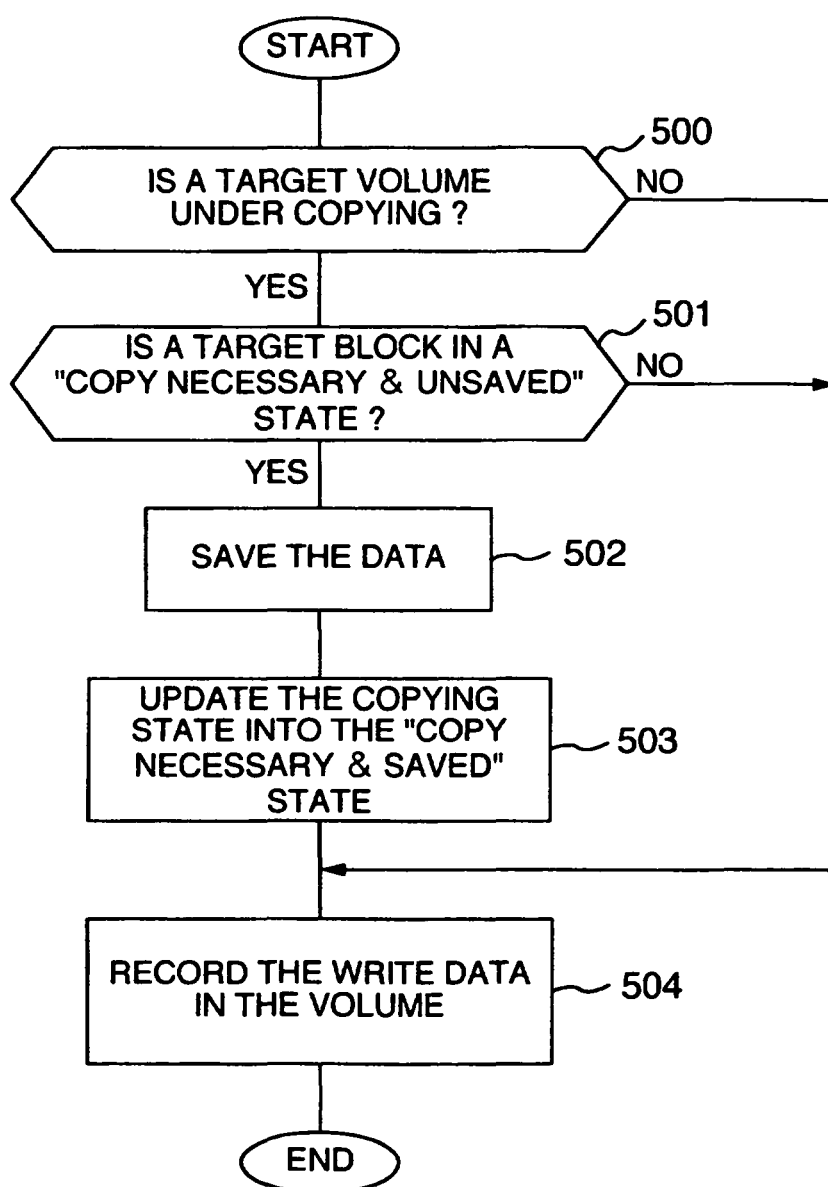 START
500
IS A TARGET VOLUME
UNDER COPYING ?
NO
YES
501
IS A TARGET BLOCK IN A
"COPY NECESSARY & UNSAVED"
STATE ?
NO
YES
SAVE THE DATA
502
UPDATE THE COPYING
STATE INTO THE "COPY
NECESSARY & SAVED"
STATE
503
RECORD THE WRITE DATA
IN THE VOLUME
504
END